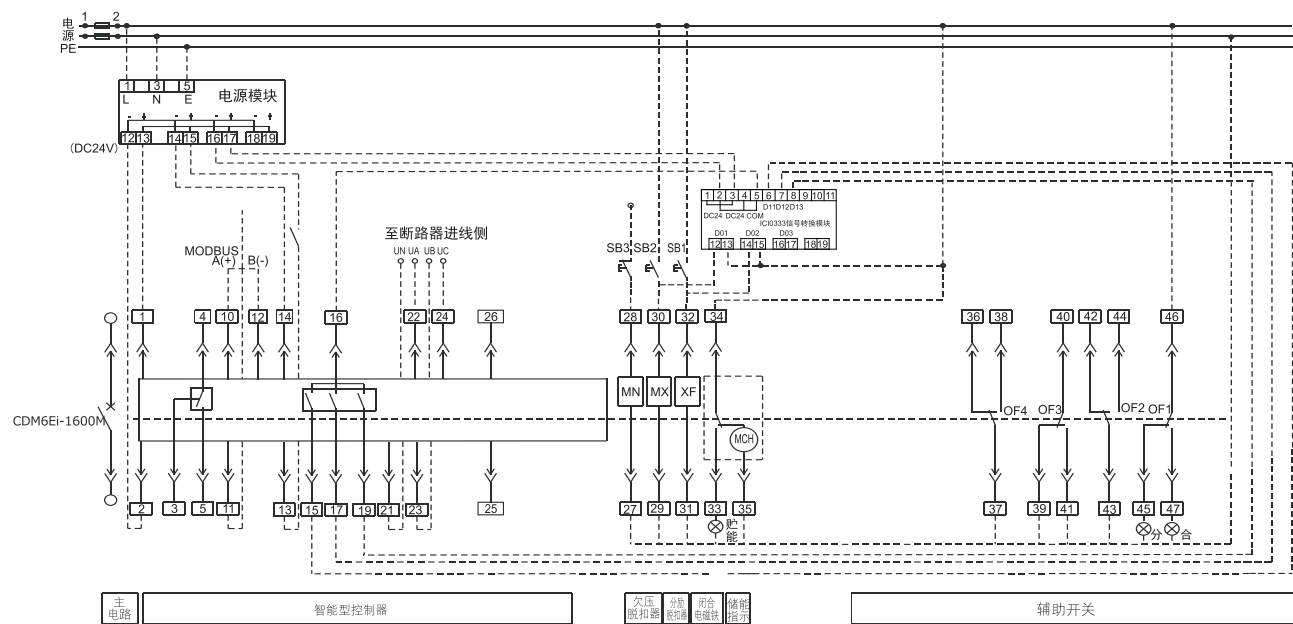 电源 1 2
PE
1 3 5
L N E 电源模块
12 13 14 15 16 17 18 19
(DC24V)
1 2 3 4 5 6 7 8 9 10 11
D11D12D13
DC24 DC24 COM
ICI0333信号转换模块
D01 D02 D03
12 13 14 15 16 17 18 19
至断路器进线侧
UN UA UB UC
MODBUS
A(+) B(-)
SB3 SB2 SB1
1 4 10 12 14 16 22 24 26 28 30 32 34 36 38 40 42 44 46
MN MX XF
CDM6Ei-1600M
OF4 OF3 OF2 OF1
MCH
2 3 5 11 13 15 17 19 21 23 25 27 29 31 33 35 37 39 41 43 45 47
贮能 分 合
主电路 智能型控制器 欠压脱扣器 分励脱扣器 闭合电磁铁 储能指示 辅助开关